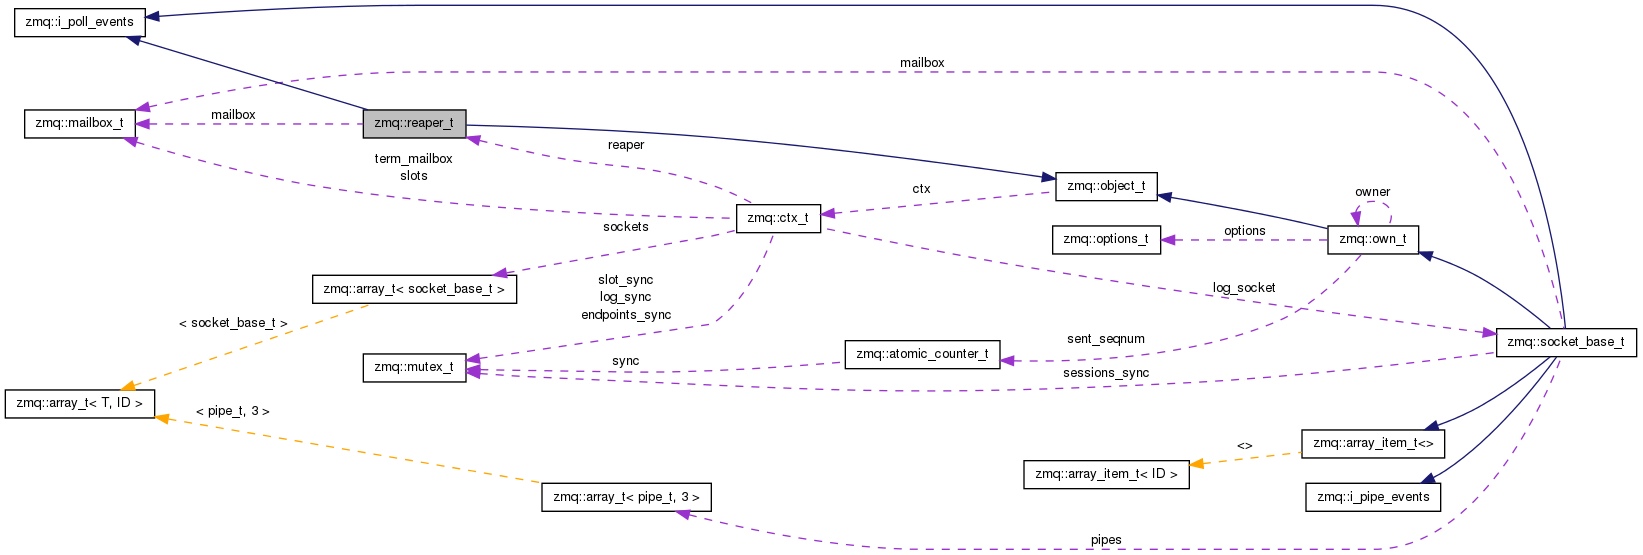 zmq::i_poll_events
mailbox
zmq::mailbox_t
mailbox
zmq::reaper_t
reaper
term_mailbox
slots
zmq::object_t
ctx
owner
zmq::ctx_t
sockets
zmq::options_t
options
zmq::own_t
zmq::array_t< socket_base_t >
slot_sync
log_sync
endpoints_sync
log_socket
< socket_base_t >
zmq::mutex_t
sync
zmq::atomic_counter_t
sent_seqnum
sessions_sync
zmq::socket_base_t
zmq::array_t< T, ID >
< pipe_t, 3 >
zmq::array_item_t<>
<>
zmq::array_item_t< ID >
zmq::array_t< pipe_t, 3 >
zmq::i_pipe_events
pipes